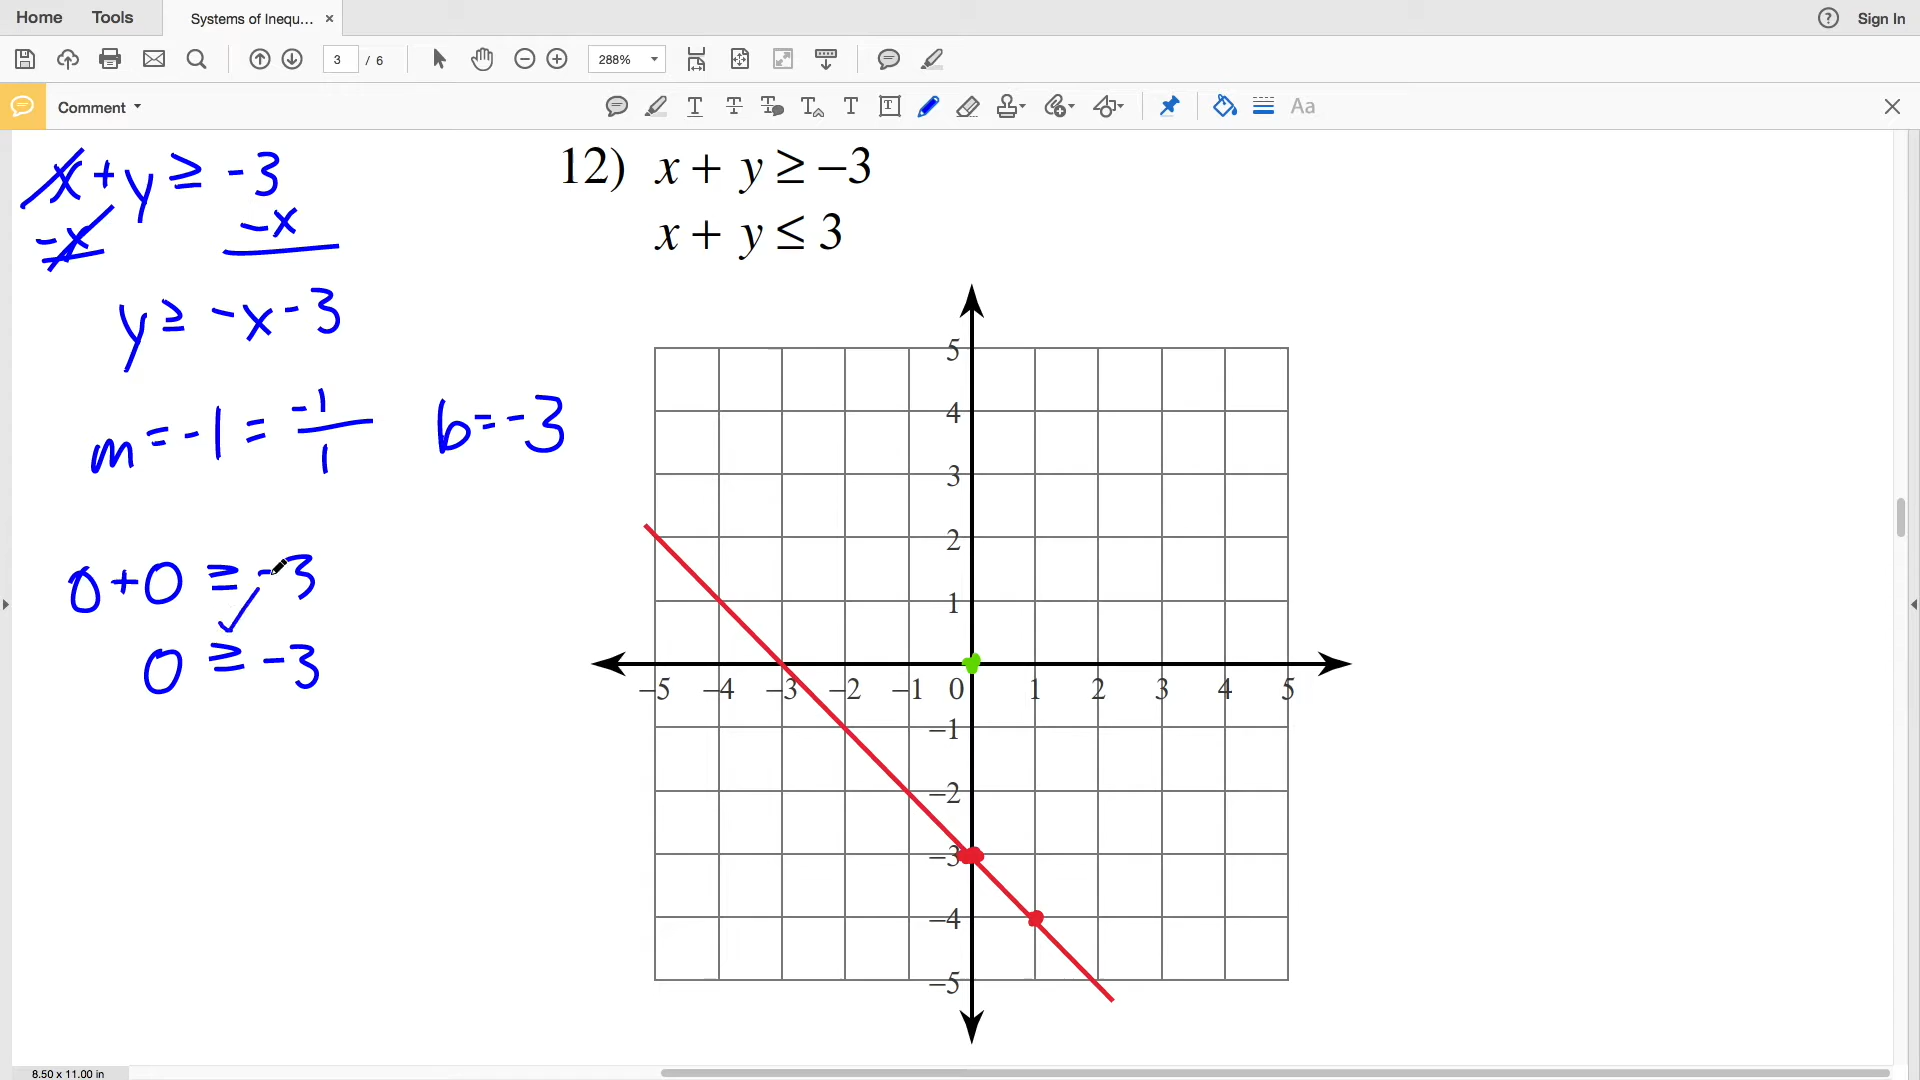 Home Tools Systems of Inequ... × ? Sign In
3 / 6 288%
Comment T T T T T T Aa
x + y ≥ -3
-x -x
y ≥ -x - 3
m = -1 = -1/1 b = -3
0 + 0 ≥ -3
0 ≥ -3
12) x + y ≥ −3
x + y ≤ 3
5
4
3
2
1
−5 −4 −3 −2 −1 0 1 2 3 4 5
−1
−2
−3
−4
−5
8.50 x 11.00 in